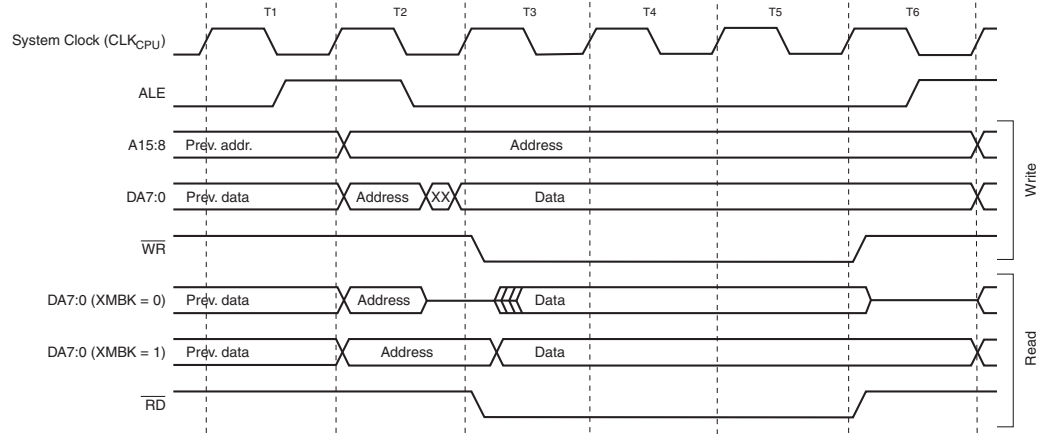 T1 T2 T3 T4 T5 T6
System Clock (CLKCPU)
ALE
A15:8 Prev. addr. Address
DA7:0 Prev. data Address XX Data
WR
Write
DA7:0 (XMBK = 0) Prev. data Address Data
DA7:0 (XMBK = 1) Prev. data Address Data
RD
Read